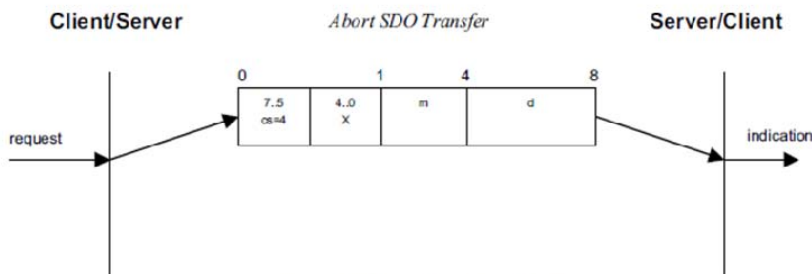 Client/Server Abort SDO Transfer Server/Client
0 1 4 8
7..5 4..0 m d
cs=4 X
request
indication